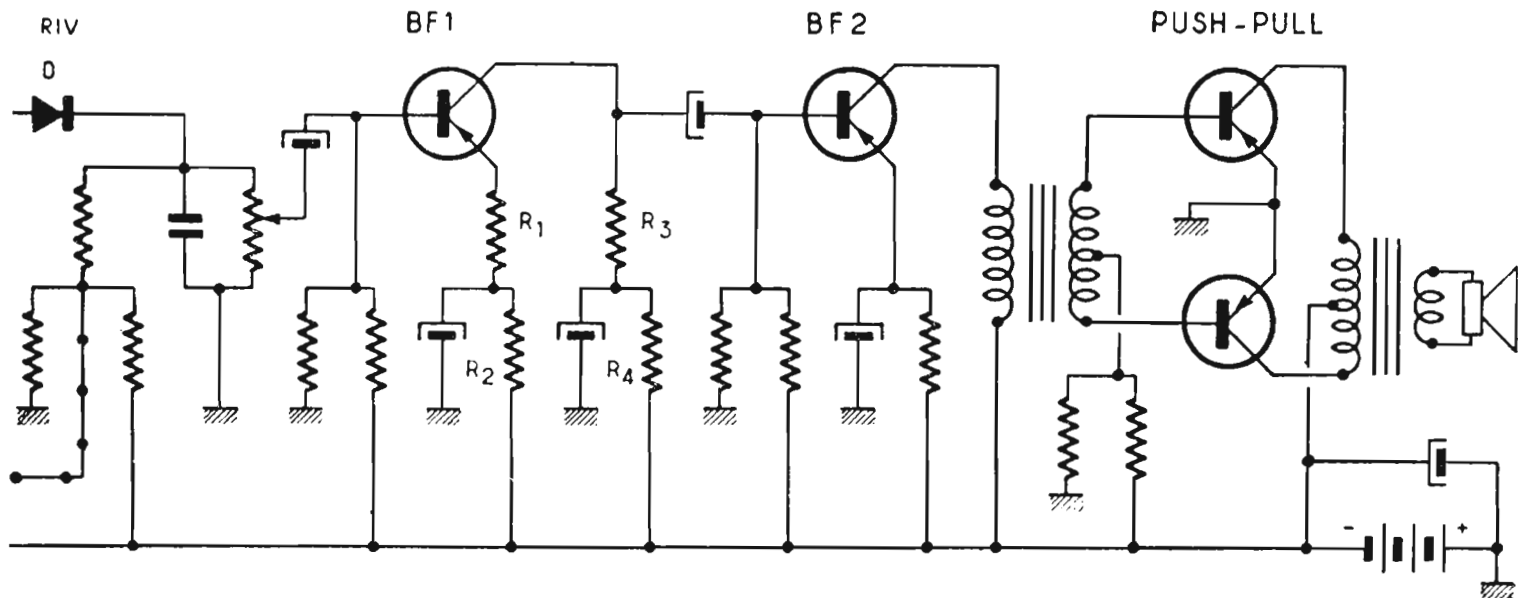 RIV
D
BF1
BF2
PUSH-PULL
R1
R2
R3
R4
- +